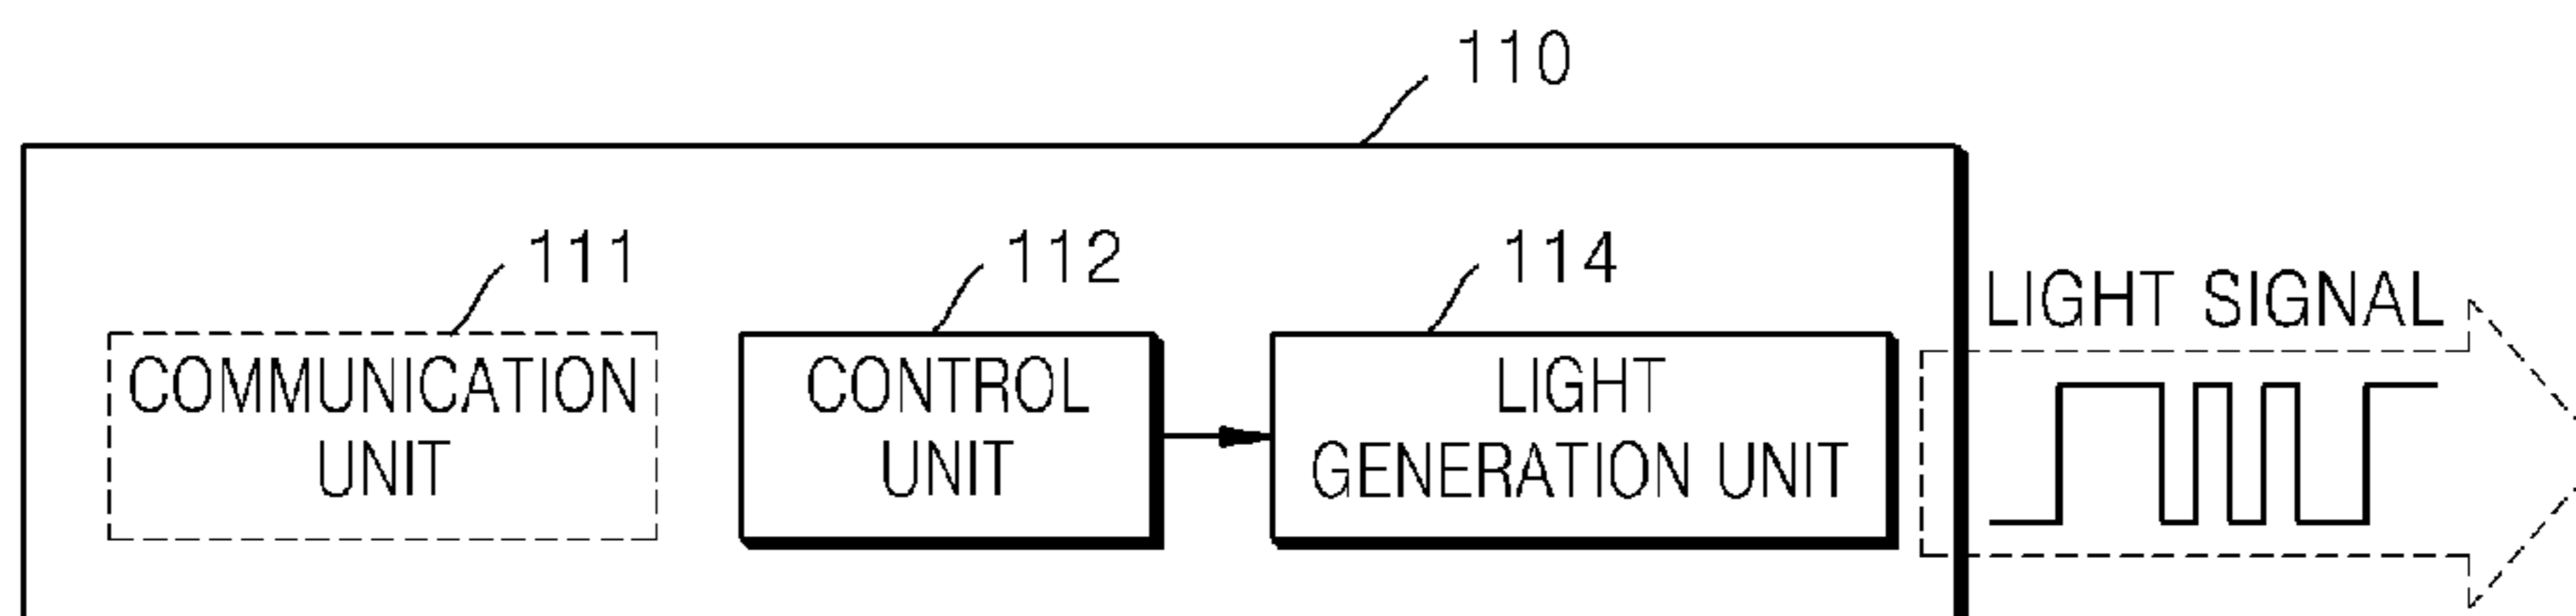 110
111
112
114
LIGHT SIGNAL
COMMUNICATION
UNIT
CONTROL
UNIT
LIGHT
GENERATION UNIT